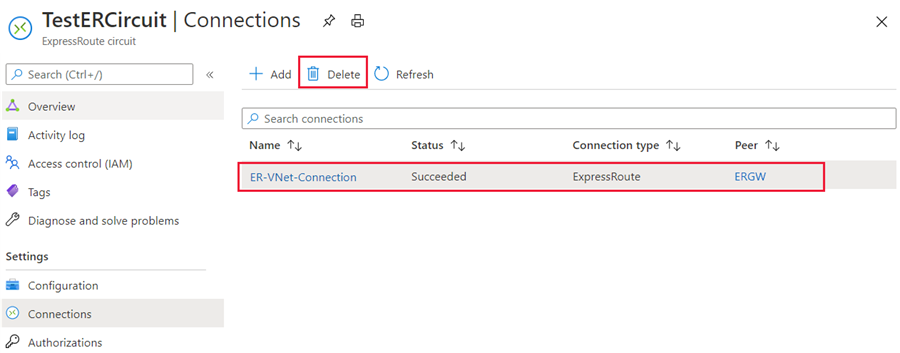 TestERCircuit | Connections
ExpressRoute circuit
Search (Ctrl+/)
«
Add
Delete
Refresh
Overview
Activity log
Access control (IAM)
Tags
Diagnose and solve problems
Settings
Configuration
Connections
Authorizations
Search connections
Name Status Connection type Peer
ER-VNet-Connection Succeeded ExpressRoute ERGW